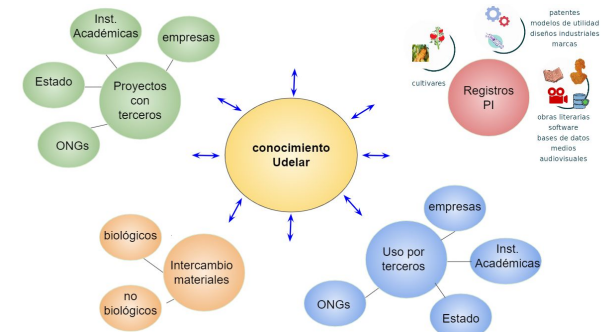 Inst.
Académicas
empresas
Estado
Proyectos
con
terceros
ONGs
patentes
modelos de utilidad
diseños industriales
marcas
cultivares
Registros
PI
obras literarias
software
bases de datos
medios
audiovisuales
conocimiento
Udelar
biológicos
Intercambio
materiales
no
biológicos
empresas
Uso por
terceros
Inst.
Académicas
ONGs
Estado